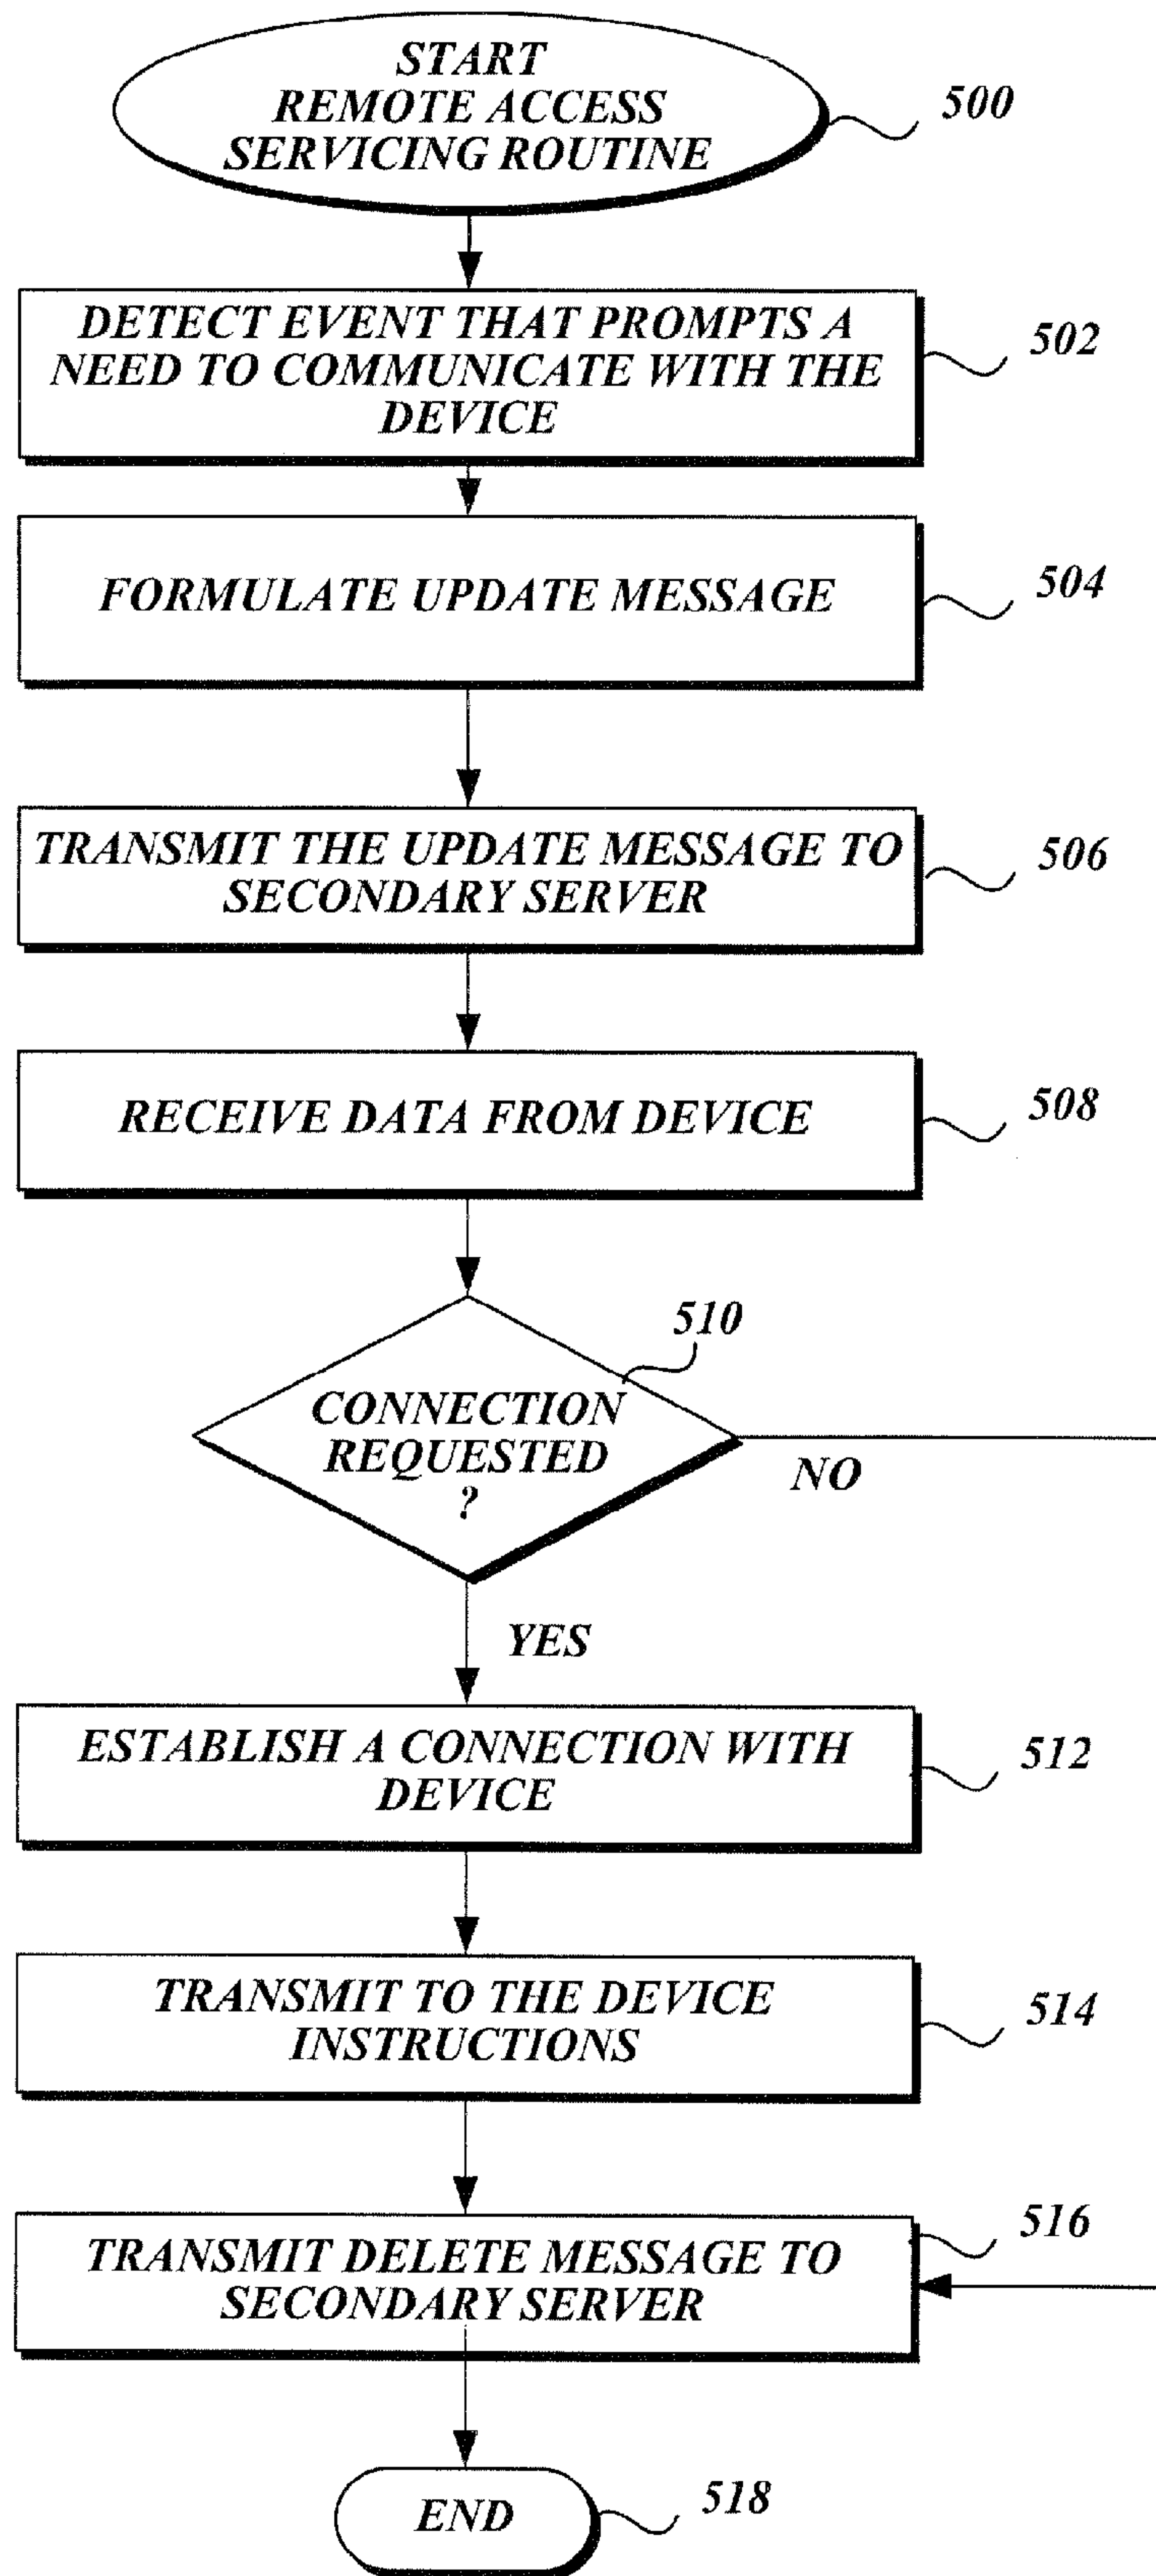 START
REMOTE ACCESS
SERVICING ROUTINE
500
DETECT EVENT THAT PROMPTS A
NEED TO COMMUNICATE WITH THE
DEVICE
502
FORMULATE UPDATE MESSAGE
504
TRANSMIT THE UPDATE MESSAGE TO
SECONDARY SERVER
506
RECEIVE DATA FROM DEVICE
508
510
CONNECTION
REQUESTED
?
NO
YES
ESTABLISH A CONNECTION WITH
DEVICE
512
TRANSMIT TO THE DEVICE
INSTRUCTIONS
514
TRANSMIT DELETE MESSAGE TO
SECONDARY SERVER
516
END
518